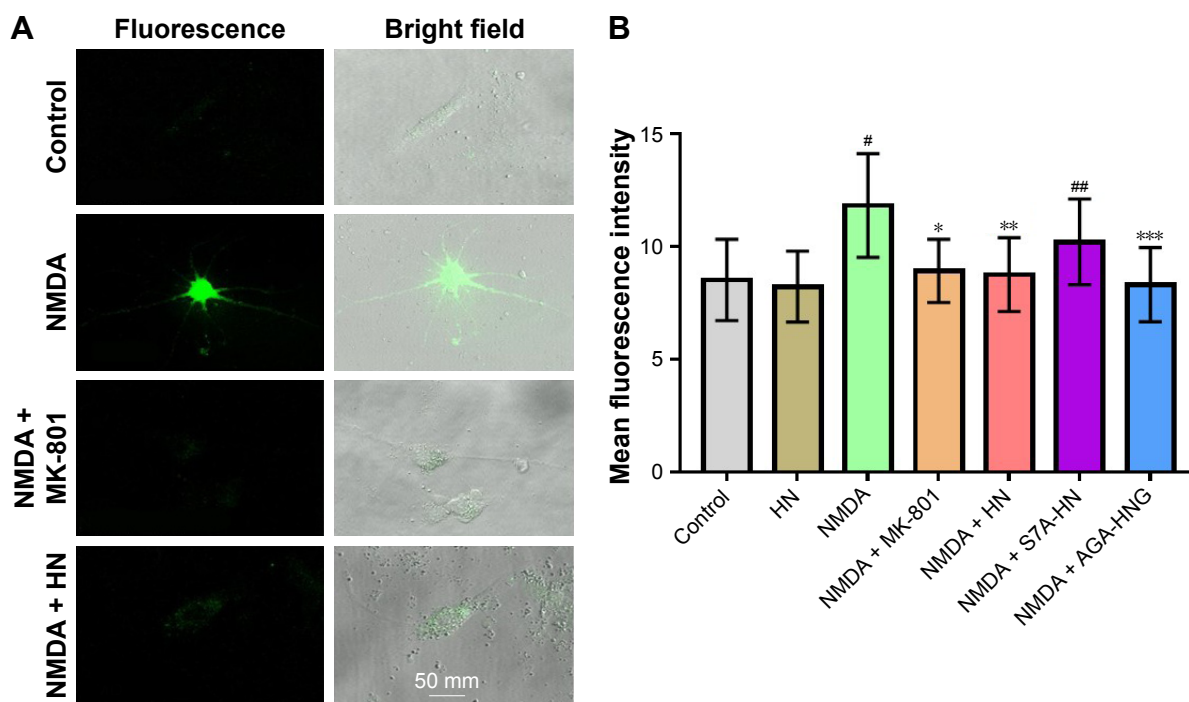 A
Fluorescence
Bright field
Control
NMDA
NMDA +
MK-801
NMDA + HN
50 mm
B
Mean fluorescence intensity
15
10
5
0
#
*
**
##
***
Control
HN
NMDA
NMDA + MK-801
NMDA + HN
NMDA + S7A-HN
NMDA + AGA-HNG